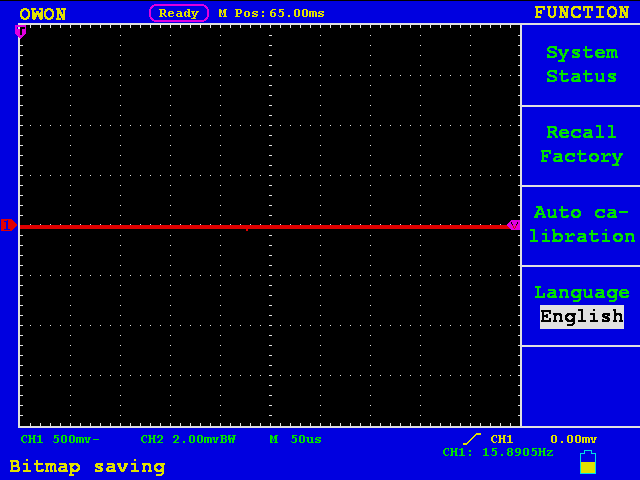 OWON Ready M Pos:65.00ms FUNCTION
T
System
Status
Recall
Factory
1
Auto ca-
libration
Language
English
CH1 500mv- CH2 2.00mvBW M 50us CH1 0.00mv
CH1: 15.8905Hz
Bitmap saving